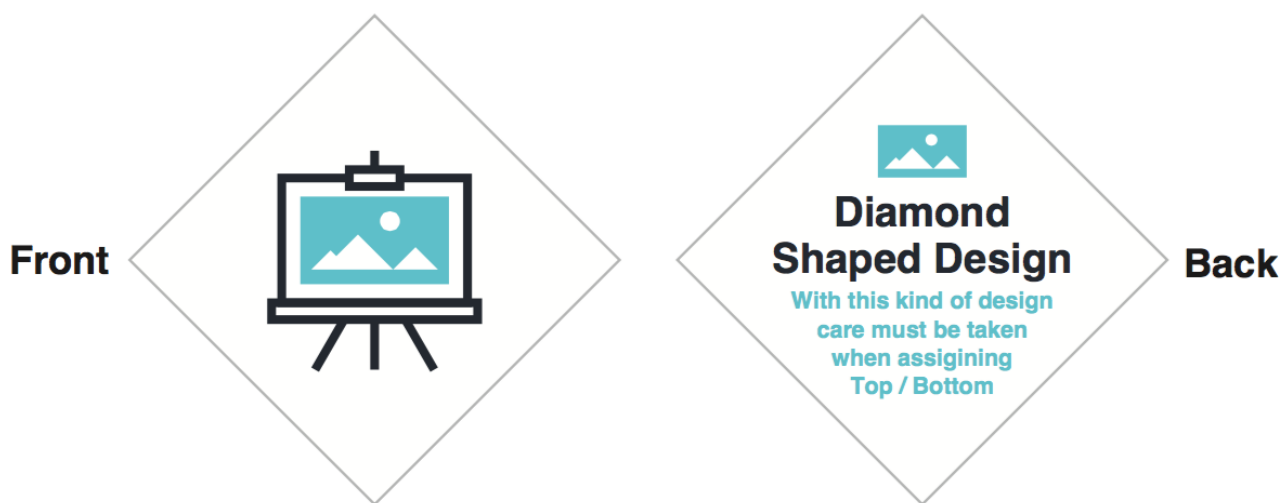 Front
Diamond
Shaped Design
With this kind of design
care must be taken
when assigining
Top / Bottom
Back